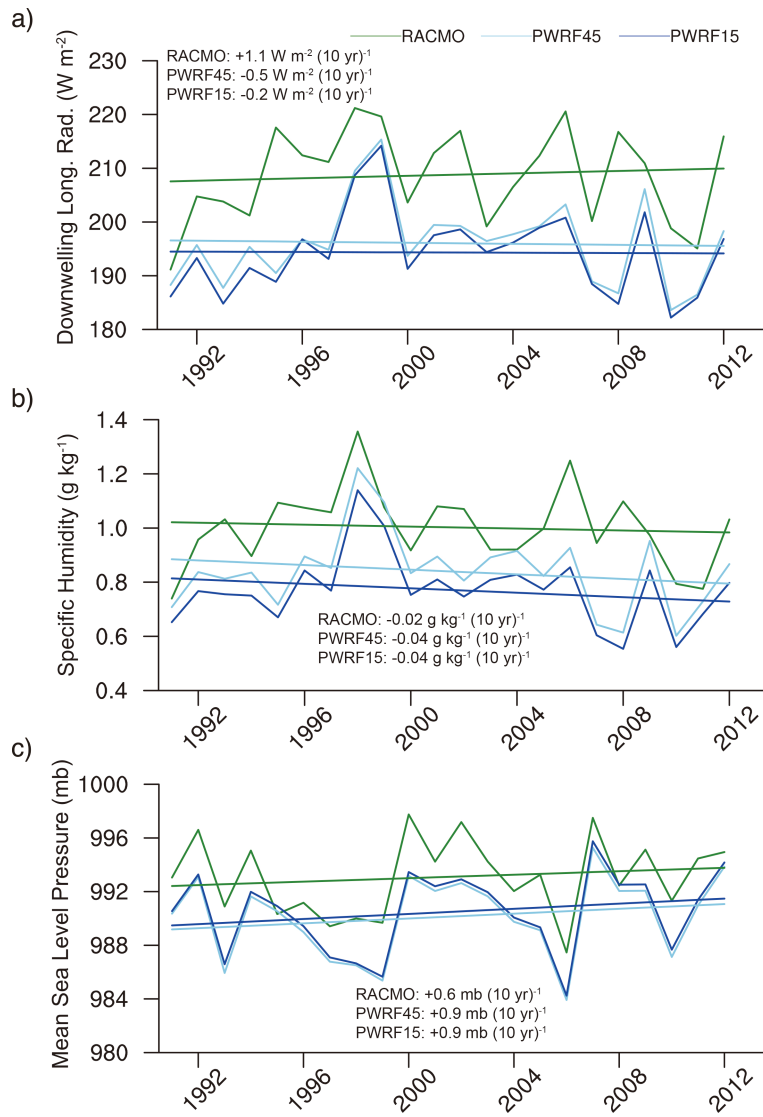 a)
RACMO PWRF45 PWRF15
RACMO: +1.1 W m⁻² (10 yr)⁻¹
PWRF45: -0.5 W m⁻² (10 yr)⁻¹
PWRF15: -0.2 W m⁻² (10 yr)⁻¹
Downwelling Long. Rad. (W m⁻²)
230
220
210
200
190
180
1992 1996 2000 2004 2008 2012
b)
Specific Humidity (g kg⁻¹)
1.4
1.2
1.0
0.8
0.6
0.4
RACMO: -0.02 g kg⁻¹ (10 yr)⁻¹
PWRF45: -0.04 g kg⁻¹ (10 yr)⁻¹
PWRF15: -0.04 g kg⁻¹ (10 yr)⁻¹
1992 1996 2000 2004 2008 2012
c)
Mean Sea Level Pressure (mb)
1000
996
992
988
984
980
RACMO: +0.6 mb (10 yr)⁻¹
PWRF45: +0.9 mb (10 yr)⁻¹
PWRF15: +0.9 mb (10 yr)⁻¹
1992 1996 2000 2004 2008 2012